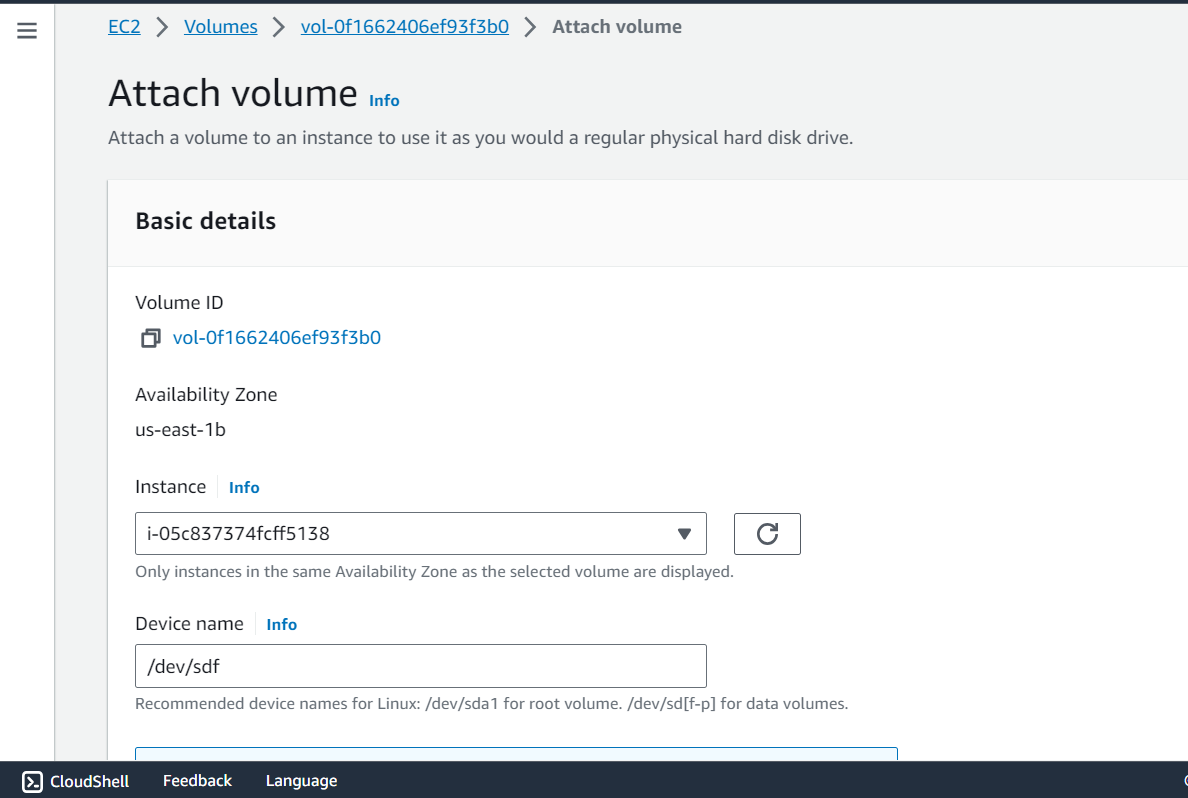 EC2 Volumes vol-0f1662406ef93f3b0 Attach volume
Attach volume Info
Attach a volume to an instance to use it as you would a regular physical hard disk drive.
Basic details
Volume ID
vol-0f1662406ef93f3b0
Availability Zone
us-east-1b
Instance Info
i-05c837374fcff5138
Only instances in the same Availability Zone as the selected volume are displayed.
Device name Info
/dev/sdf
Recommended device names for Linux: /dev/sda1 for root volume. /dev/sd[f-p] for data volumes.
CloudShell Feedback Language